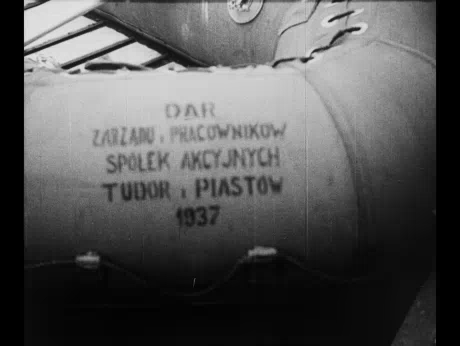 DAR
ZARZĄDU I PRACOWNIKÓW
SPÓŁEK AKCYJNYCH
TUDOR I PIASTÓW
1937